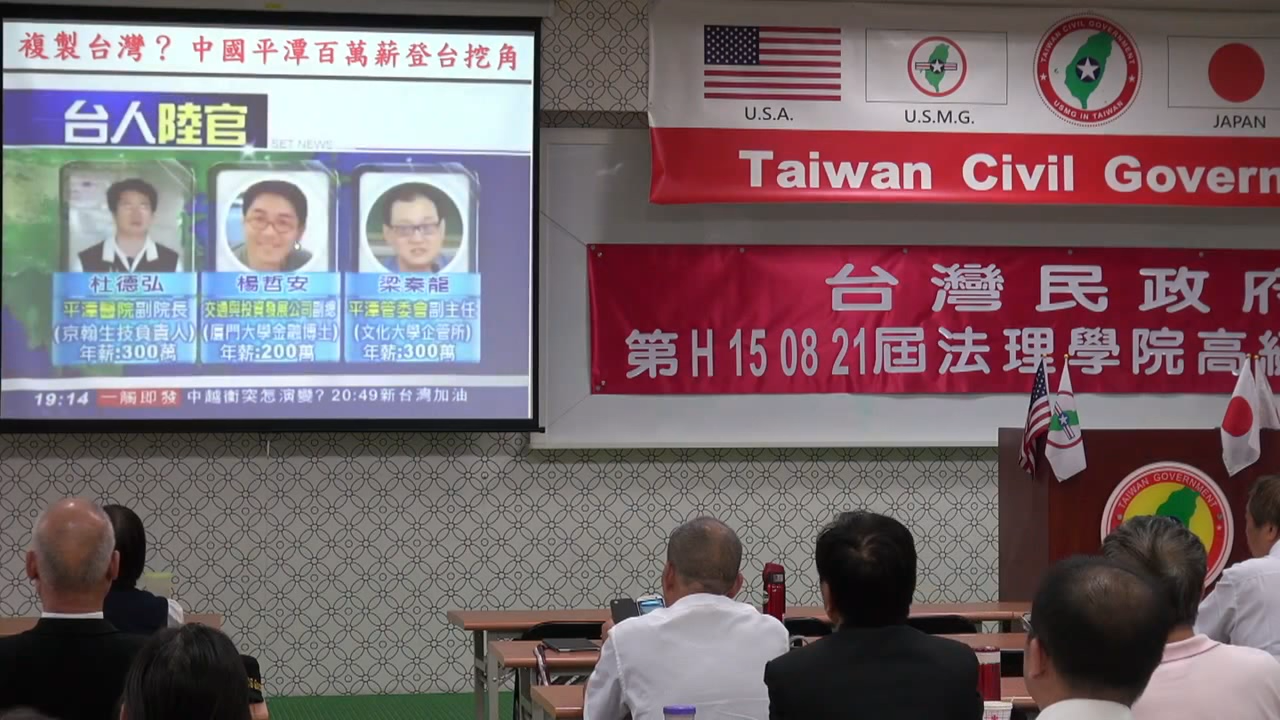 複製台灣？ 中國平潭百萬薪登台挖角
台人陸官
SET NEWS
杜德弘
平潭醫院副院長
(京翰生技負責人)
年薪:300萬
楊哲安
交通與投資發展公司副總
(廈門大學金融博士)
年薪:200萬
梁秦龍
平潭管委會副主任
(文化大學企管所)
年薪:300萬
19:14 一觸即發 中越衝突怎演變? 20:49新台灣加油
U.S.A.
U.S.M.G.
TAIWAN CIVIL GOVERNMENT
USMG IN TAIWAN
JAPAN
Taiwan Civil Govern
台灣民政府
第H 15 08 21屆法理學院高級
TAIWAN GOVERNMENT